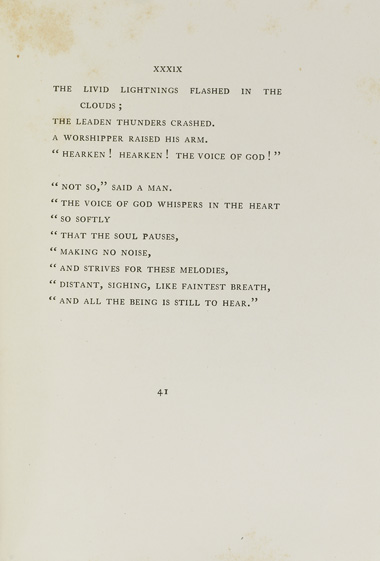 XXXIX
THE LIVID LIGHTNINGS FLASHED IN THE
CLOUDS;
THE LEADEN THUNDERS CRASHED.
A WORSHIPPER RAISED HIS ARM.
"HEARKEN! HEARKEN! THE VOICE OF GOD!"
"NOT SO," SAID A MAN.
"THE VOICE OF GOD WHISPERS IN THE HEART
"SO SOFTLY
"THAT THE SOUL PAUSES,
"MAKING NO NOISE,
"AND STRIVES FOR THESE MELODIES,
"DISTANT, SIGHING, LIKE FAINTEST BREATH,
"AND ALL THE BEING IS STILL TO HEAR."
41